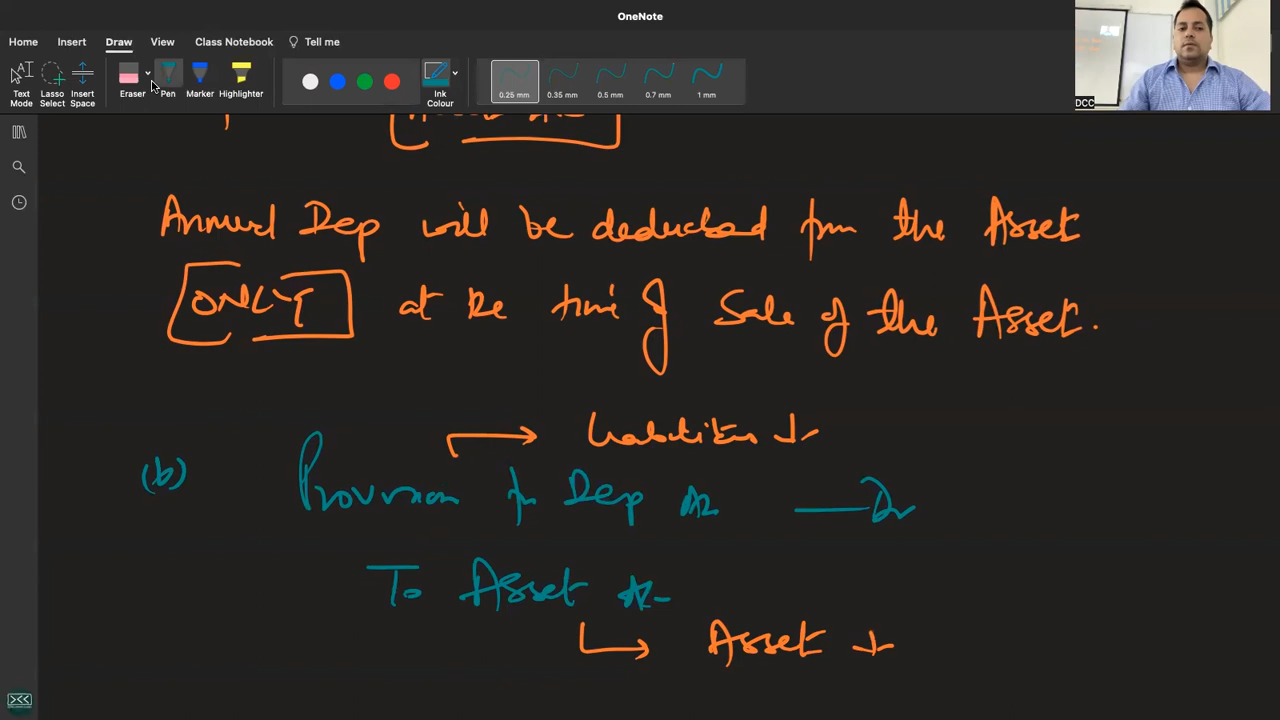 OneNote
Home Insert Draw View Class Notebook Tell me
Text Mode
Lasso Select
Insert Space
Eraser
Pen
Marker
Highlighter
Ink Colour
0.25 mm 0.35 mm 0.5 mm 0.7 mm 1 mm
DCC
Annual Dep will be deducted from the Asset
ONLY at the time of Sale of the Asset.
→ Liabilities ↓
(b) Provision for Dep A/c — Dr
To Asset A/c
→ Asset ↓
DCC